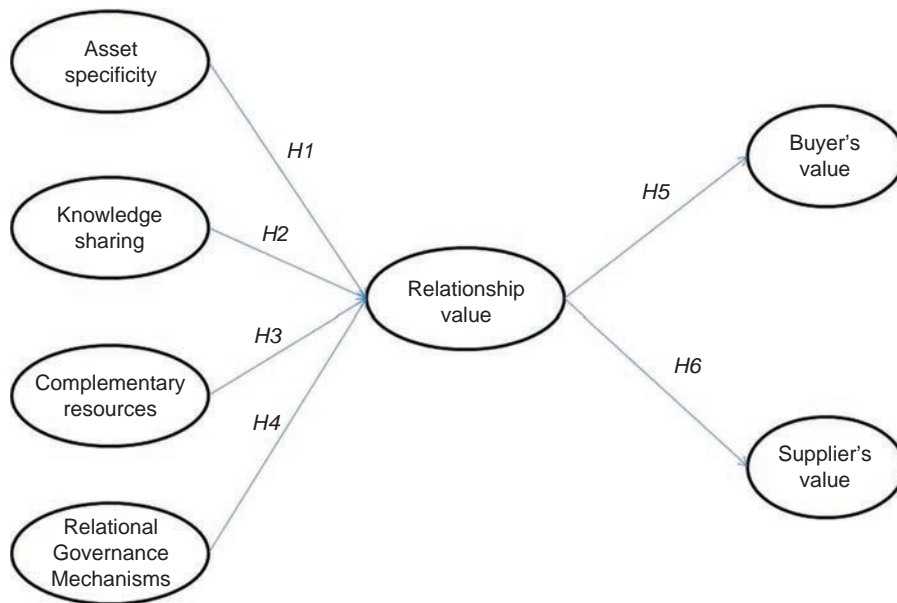 Asset
specificity
H1
Knowledge
sharing
H2
Complementary
resources
H3
Relational
Governance
Mechanisms
H4
Relationship
value
H5
Buyer’s
value
H6
Supplier’s
value